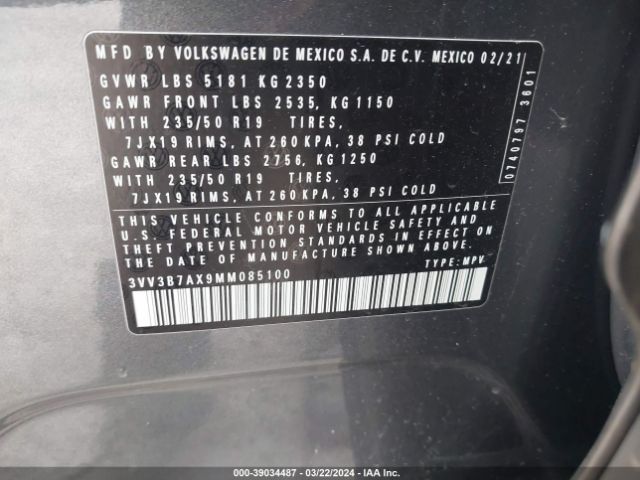 MFD BY VOLKSWAGEN DE MEXICO S.A. DE C.V. MEXICO 02/21
GVWR LBS 5181 KG 2350
GAWR FRONT LBS 2535, KG 1150
WITH 235/50 R19 TIRES,
7JX19 RIMS, AT 260 KPA, 38 PSI COLD
GAWR REAR LBS 2756, KG 1250
WITH 235/50 R19 TIRES,
7JX19 RIMS, AT 260 KPA, 38 PSI COLD
0740797 3601
THIS VEHICLE CONFORMS TO ALL APPLICABLE
U.S. FEDERAL MOTOR VEHICLE SAFETY AND
THEFT PREVENTION STANDARDS IN EFFECT ON
THE DATE OF MANUFACTURE SHOWN ABOVE.
3VV3B7AX9MM085100 TYPE: MPV
000-39034487 - 03/22/2024 - IAA Inc.